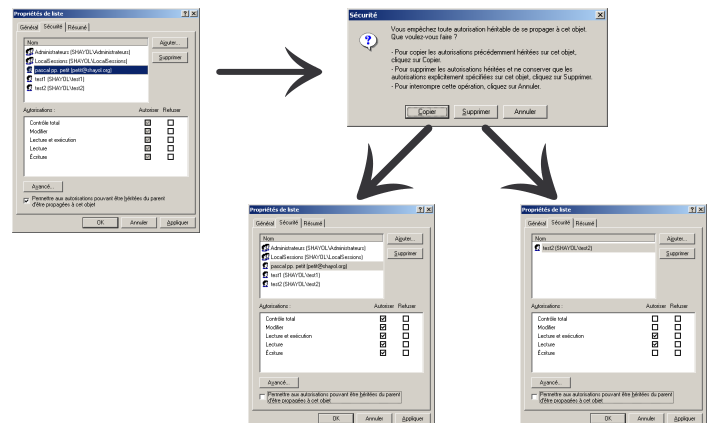 Propriétés de liste
Général Sécurité Résumé
Nom
Ajouter...
Administrateurs (SHAYOL\Administrateurs)
LocalSessions (SHAYOL\LocalSessions)
Supprimer
pascal pp. petit (petit@shayol.org)
test1 (SHAYOL\test1)
test2 (SHAYOL\test2)
Autorisations : Autoriser Refuser
Contrôle total
Modifier
Lecture et exécution
Lecture
Écriture
Avancé...
Permettre aux autorisations pouvant être héritées du parent
d'être propagées à cet objet
OK Annuler Appliquer
Sécurité
Vous empêchez toute autorisation héritable de se propager à cet objet.
Que voulez-vous faire ?
- Pour copier les autorisations précédemment héritées sur cet objet,
cliquez sur Copier.
- Pour supprimer les autorisations héritées et ne conserver que les
autorisations explicitement spécifiées sur cet objet, cliquez sur Supprimer.
- Pour interrompre cette opération, cliquez sur Annuler.
Copier Supprimer Annuler
Propriétés de liste
Général Sécurité Résumé
Nom
Ajouter...
Administrateurs (SHAYOL\Administrateurs)
LocalSessions (SHAYOL\LocalSessions)
Supprimer
pascal pp. petit (petit@shayol.org)
test1 (SHAYOL\test1)
test2 (SHAYOL\test2)
Autorisations : Autoriser Refuser
Contrôle total
Modifier
Lecture et exécution
Lecture
Écriture
Avancé...
Permettre aux autorisations pouvant être héritées du parent
d'être propagées à cet objet
OK Annuler Appliquer
Propriétés de liste
Général Sécurité Résumé
Nom
Ajouter...
test2 (SHAYOL\test2)
Supprimer
Autorisations : Autoriser Refuser
Contrôle total
Modifier
Lecture et exécution
Lecture
Écriture
Avancé...
Permettre aux autorisations pouvant être héritées du parent
d'être propagées à cet objet
OK Annuler Appliquer